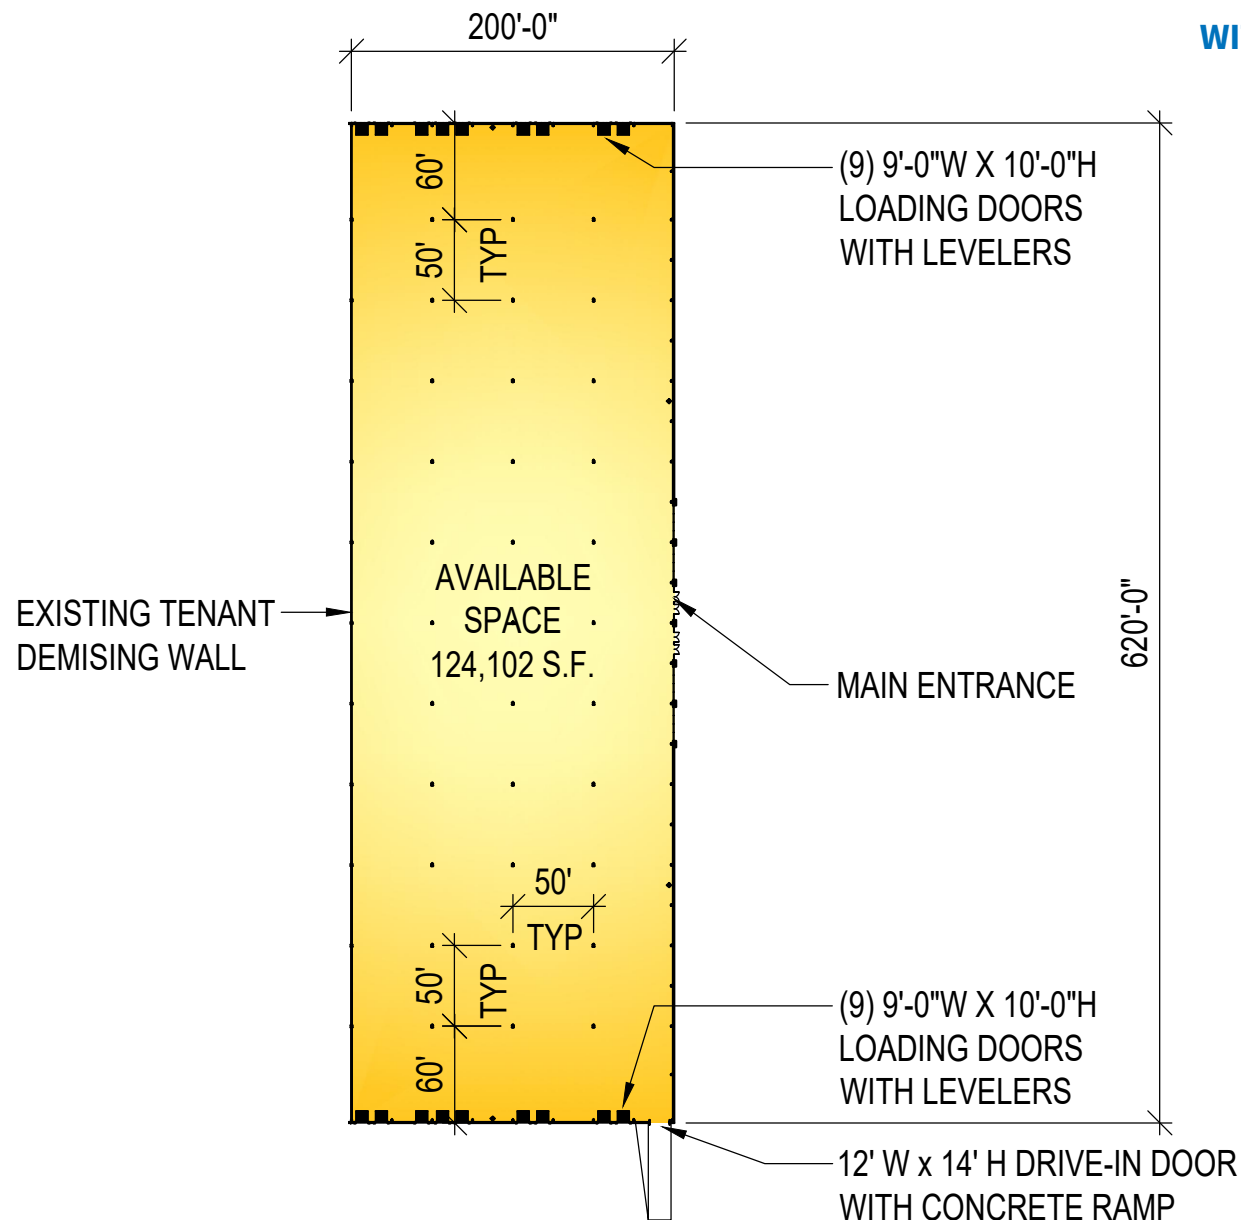 200'-0"
WI
60'
(9) 9'-0"W X 10'-0"H
LOADING DOORS
WITH LEVELERS
50'
TYP
AVAILABLE
SPACE
124,102 S.F.
EXISTING TENANT
DEMISING WALL
620'-0"
MAIN ENTRANCE
50'
TYP
50'
TYP
60'
(9) 9'-0"W X 10'-0"H
LOADING DOORS
WITH LEVELERS
12' W x 14' H DRIVE-IN DOOR
WITH CONCRETE RAMP